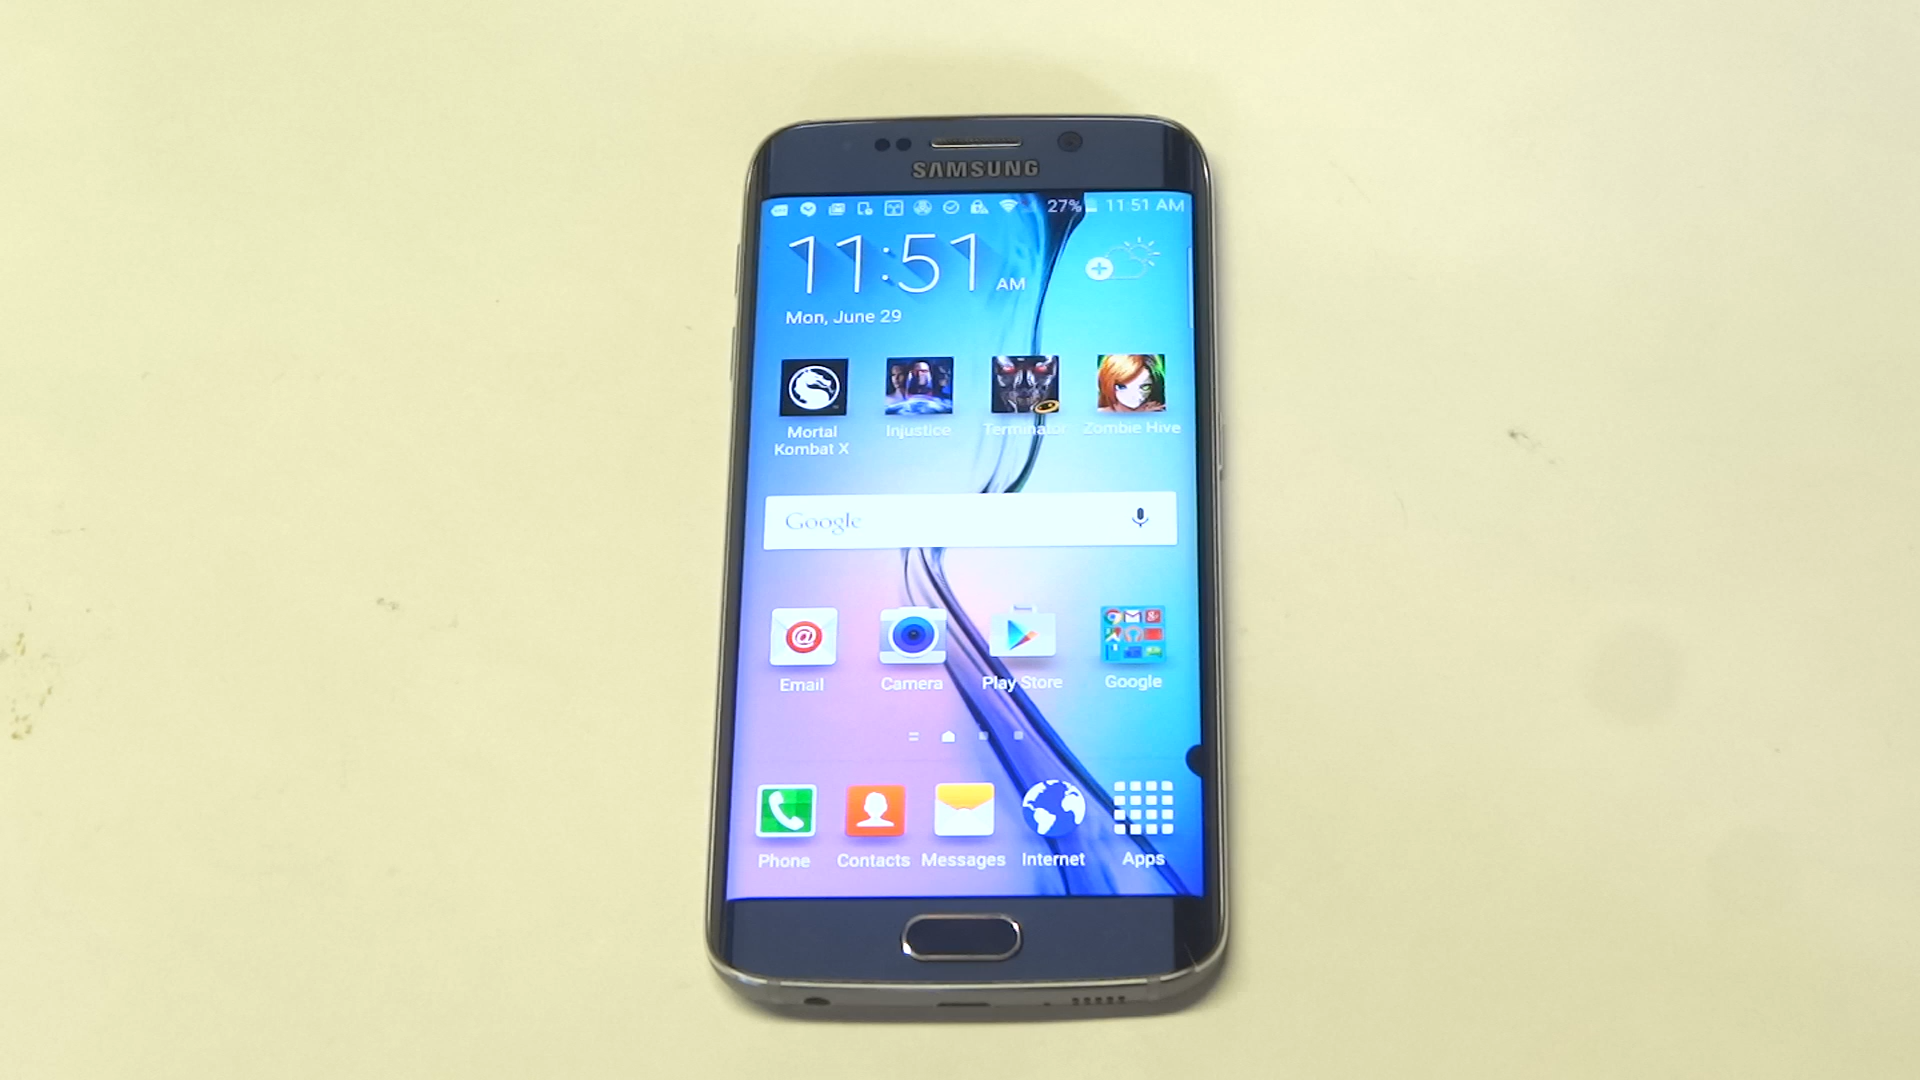 SAMSUNG
27% 11:51 AM
11:51 AM
Mon, June 29
Mortal Kombat X
Injustice
Terminator
Zombie Hive
Google
Email
Camera
Play Store
Google
Phone
Contacts
Messages
Internet
Apps